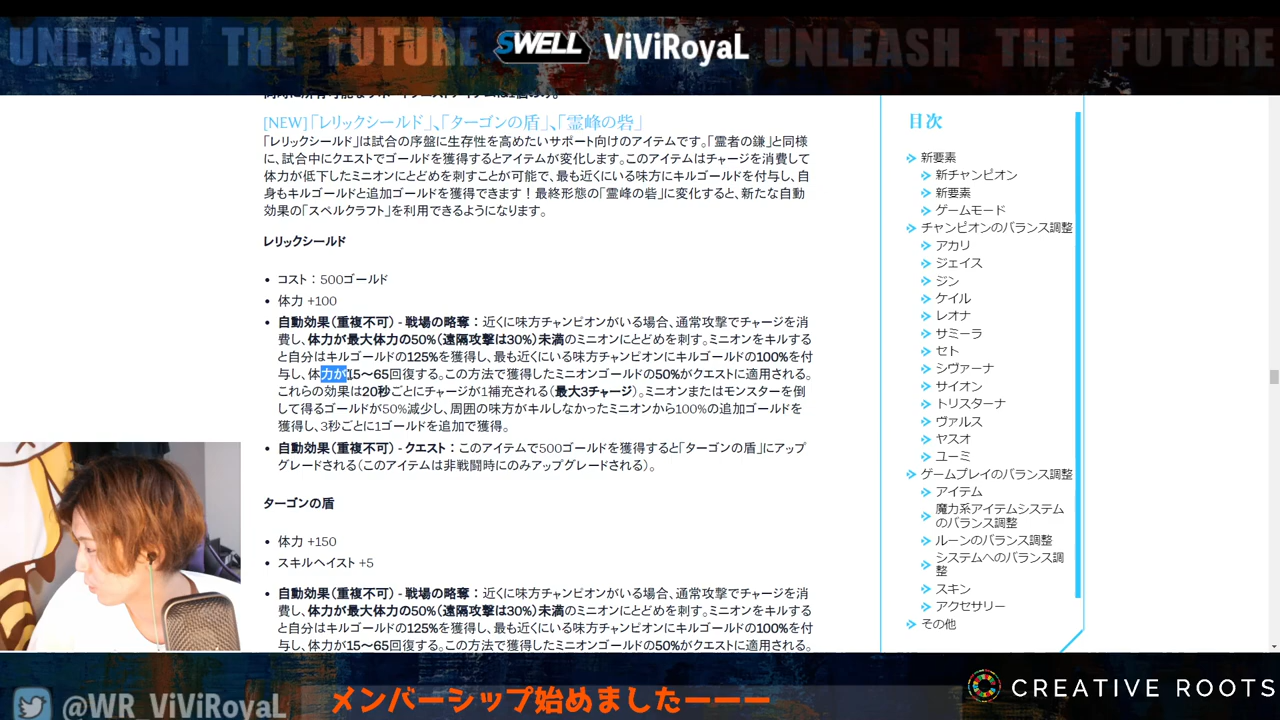 UNLEASH THE FUTURE SWELL ViViRoyaL UNLEASH THE FUTURE
[NEW]「レリックシールド」、「ターゴンの盾」、「霊峰の砦」
「レリックシールド」は試合の序盤に生存性を高めたいサポート向けのアイテムです。「霊者の鎌」と同様
に、試合中にクエストでゴールドを獲得するとアイテムが変化します。このアイテムはチャージを消費して
体力が低下したミニオンにとどめを刺すことが可能で、最も近くにいる味方にキルゴールドを付与し、自
身もキルゴールドと追加ゴールドを獲得できます！最終形態の「霊峰の砦」に変化すると、新たな自動
効果の「スペルクラフト」を利用できるようになります。
レリックシールド
• コスト：500ゴールド
• 体力 +100
• 自動効果（重複不可） - 戦場の略奪：近くに味方チャンピオンがいる場合、通常攻撃でチャージを消
費し、体力が最大体力の50%（遠隔攻撃は30%）未満のミニオンにとどめを刺す。ミニオンをキルする
と自分はキルゴールドの125%を獲得し、最も近くにいる味方チャンピオンにキルゴールドの100%を付
与し、体力が15～65回復する。この方法で獲得したミニオンゴールドの50%がクエストに適用される。
これらの効果は20秒ごとにチャージが1補充される（最大3チャージ）。ミニオンまたはモンスターを倒
して得るゴールドが50%減少し、周囲の味方がキルしなかったミニオンから100%の追加ゴールドを
獲得し、3秒ごとに1ゴールドを追加で獲得。
• 自動効果（重複不可） - クエスト：このアイテムで500ゴールドを獲得すると「ターゴンの盾」にアップ
グレードされる（このアイテムは非戦闘時にのみアップグレードされる）。
ターゴンの盾
• 体力 +150
• スキルヘイスト +5
• 自動効果（重複不可） - 戦場の略奪：近くに味方チャンピオンがいる場合、通常攻撃でチャージを消
費し、体力が最大体力の50%（遠隔攻撃は30%）未満のミニオンにとどめを刺す。ミニオンをキルする
と自分はキルゴールドの125%を獲得し、最も近くにいる味方チャンピオンにキルゴールドの100%を付
与し、体力が15～65回復する。この方法で獲得したミニオンゴールドの50%がクエストに適用される。
目次
新要素
新チャンピオン
新要素
ゲームモード
チャンピオンのバランス調整
アカリ
ジェイス
ジン
ケイル
レオナ
サミーラ
セト
シヴァーナ
サイオン
トリスターナ
ヴァルス
ヤスオ
ユーミ
ゲームプレイのバランス調整
アイテム
魔力系アイテムシステム
のバランス調整
ルーンのバランス調整
システムへのバランス調
整
スキン
アクセサリー
その他
@WR_ViViRoyaL
メンバーシップ始めましたーーー
CREATIVE ROOTS